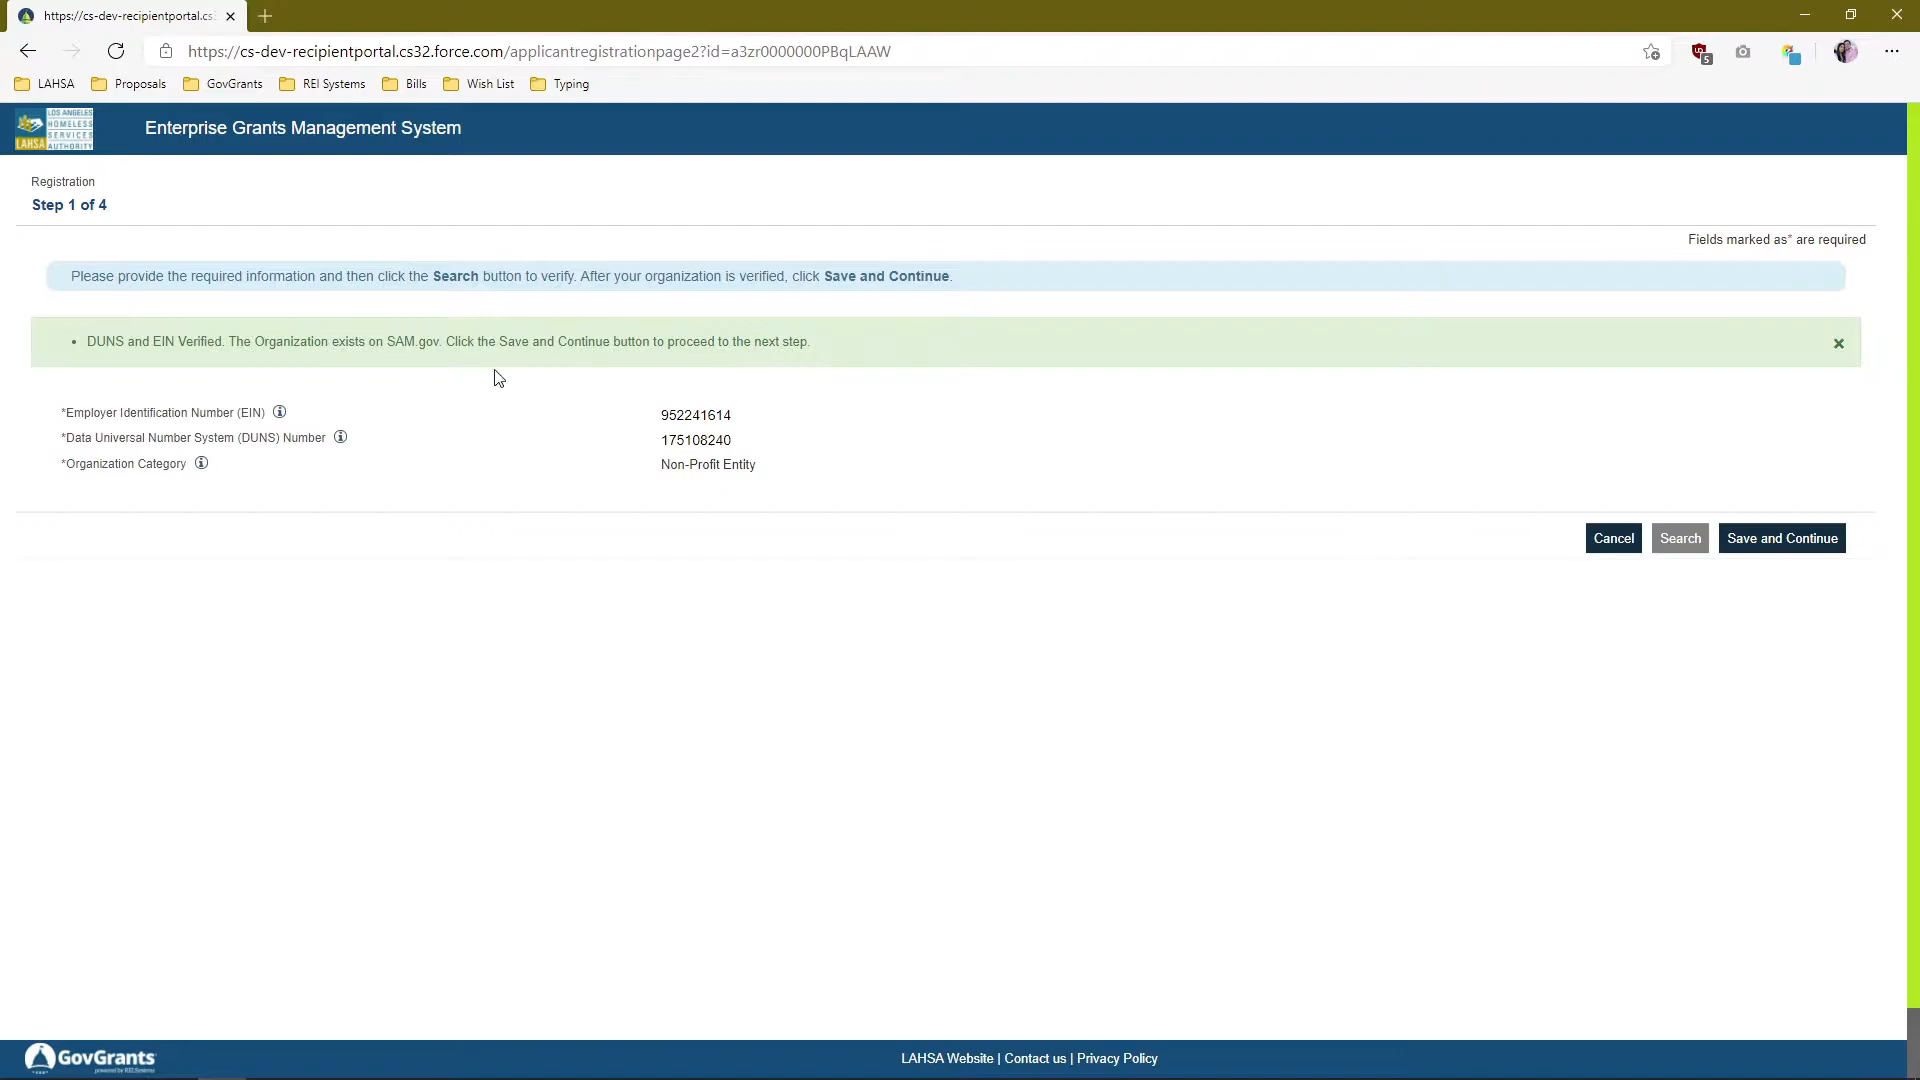 https://cs-dev-recipientportal.cs
https://cs-dev-recipientportal.cs32.force.com/applicantregistrationpage2?id=a3zr0000000PBqLAAW
5
LAHSA Proposals GovGrants REI Systems Bills Wish List Typing
LOS ANGELES
HOMELESS
SERVICES
LAHSA AUTHORITY
Enterprise Grants Management System
Registration
Step 1 of 4
Fields marked as* are required
Please provide the required information and then click the Search button to verify. After your organization is verified, click Save and Continue.
• DUNS and EIN Verified. The Organization exists on SAM.gov. Click the Save and Continue button to proceed to the next step.
*Employer Identification Number (EIN) 952241614
*Data Universal Number System (DUNS) Number 175108240
*Organization Category Non-Profit Entity
Cancel Search Save and Continue
GovGrants
powered by REI Systems
LAHSA Website | Contact us | Privacy Policy